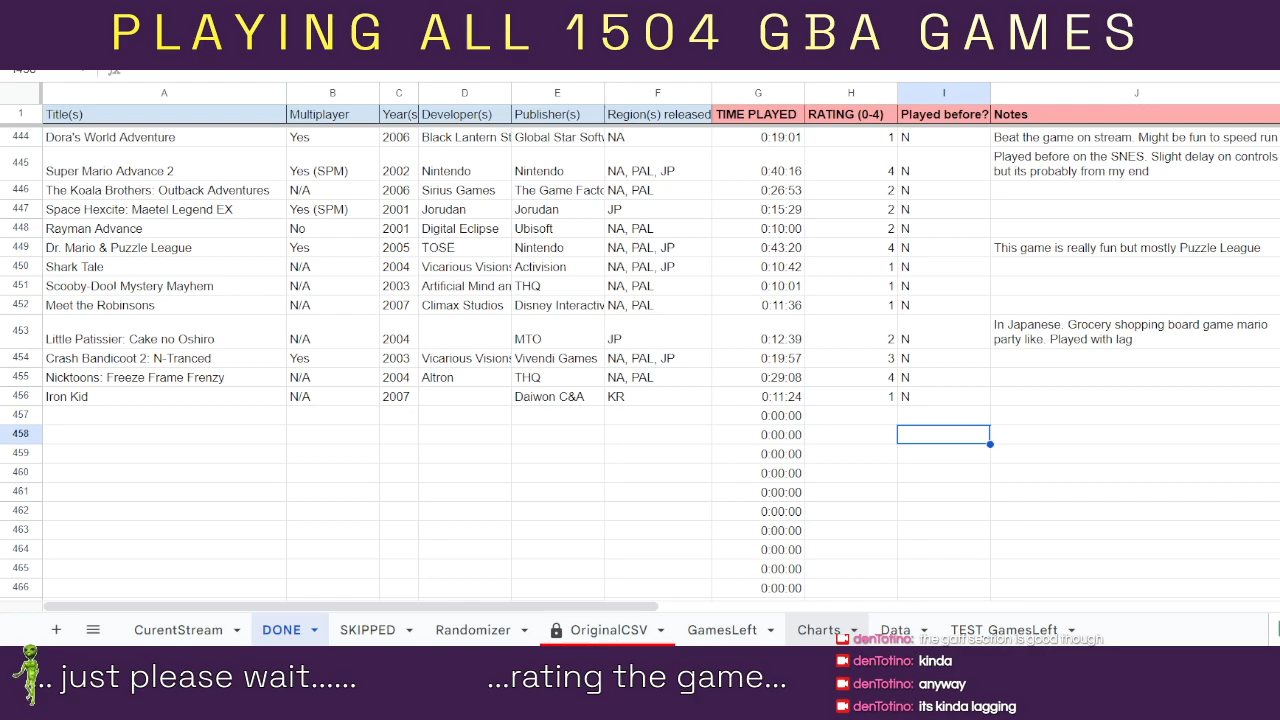 PLAYING ALL 1504 GBA GAMES
A B C D E F G H I J
1 Title(s) Multiplayer Year(s Developer(s) Publisher(s) Region(s) released TIME PLAYED RATING (0-4) Played before? Notes
444 Dora's World Adventure Yes 2006 Black Lantern St Global Star Softw NA 0:19:01 1 N Beat the game on stream. Might be fun to speed run
445 Super Mario Advance 2 Yes (SPM) 2002 Nintendo Nintendo NA, PAL, JP 0:40:16 4 N Played before on the SNES. Slight delay on controls
but its probably from my end
446 The Koala Brothers: Outback Adventures N/A 2006 Sirius Games The Game Facto NA, PAL 0:26:53 2 N
447 Space Hexcite: Maetel Legend EX Yes (SPM) 2001 Jorudan Jorudan JP 0:15:29 2 N
448 Rayman Advance No 2001 Digital Eclipse Ubisoft NA, PAL 0:10:00 2 N
449 Dr. Mario & Puzzle League Yes 2005 TOSE Nintendo NA, PAL, JP 0:43:20 4 N This game is really fun but mostly Puzzle League
450 Shark Tale N/A 2004 Vicarious Visions Activision NA, PAL, JP 0:10:42 1 N
451 Scooby-Doo! Mystery Mayhem N/A 2003 Artificial Mind an THQ NA, PAL 0:10:01 1 N
452 Meet the Robinsons N/A 2007 Climax Studios Disney Interactiv NA, PAL 0:11:36 1 N
453 Little Patissier: Cake no Oshiro N/A 2004 MTO JP 0:12:39 2 N In Japanese. Grocery shopping board game mario
party like. Played with lag
454 Crash Bandicoot 2: N-Tranced Yes 2003 Vicarious Visions Vivendi Games NA, PAL, JP 0:19:57 3 N
455 Nicktoons: Freeze Frame Frenzy N/A 2004 Altron THQ NA, PAL 0:29:08 4 N
456 Iron Kid N/A 2007 Daiwon C&A KR 0:11:24 1 N
457 0:00:00
458 0:00:00
459 0:00:00
460 0:00:00
461 0:00:00
462 0:00:00
463 0:00:00
464 0:00:00
465 0:00:00
466 0:00:00
CurentStream DONE SKIPPED Randomizer OriginalCSV GamesLeft Charts Data TEST GamesLeft
denTotino: the gaff section is good though
.. just please wait...... ...rating the game...
denTotino: kinda
denTotino: anyway
denTotino: its kinda lagging